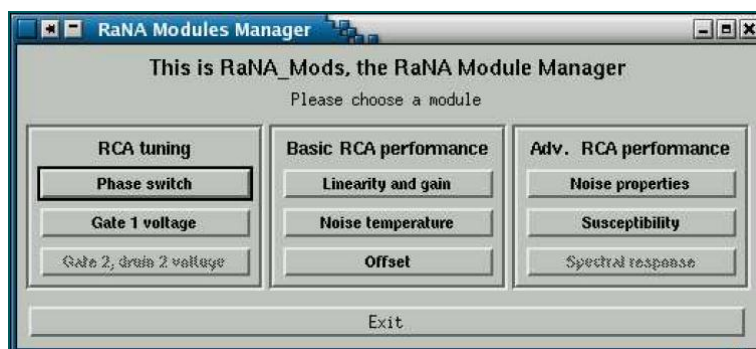 RaNA Modules Manager
This is RaNA_Mods, the RaNA Module Manager
Please choose a module
RCA tuning
Phase switch
Gate 1 voltage
Gate 2, drain 2 voltage
Basic RCA performance
Linearity and gain
Noise temperature
Offset
Adv. RCA performance
Noise properties
Susceptibility
Spectral response
Exit